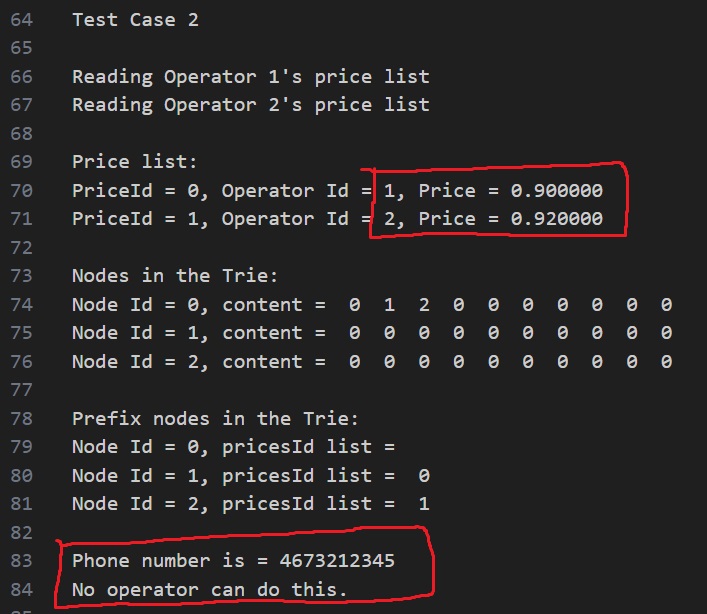 64 Test Case 2
65
66 Reading Operator 1's price list
67 Reading Operator 2's price list
68
69 Price list:
70 PriceId = 0, Operator Id = 1, Price = 0.900000
71 PriceId = 1, Operator Id = 2, Price = 0.920000
72
73 Nodes in the Trie:
74 Node Id = 0, content =  0  1  2  0  0  0  0  0  0  0
75 Node Id = 1, content =  0  0  0  0  0  0  0  0  0  0
76 Node Id = 2, content =  0  0  0  0  0  0  0  0  0  0
77
78 Prefix nodes in the Trie:
79 Node Id = 0, pricesId list =
80 Node Id = 1, pricesId list =  0
81 Node Id = 2, pricesId list =  1
82
83 Phone number is = 4673212345
84 No operator can do this.